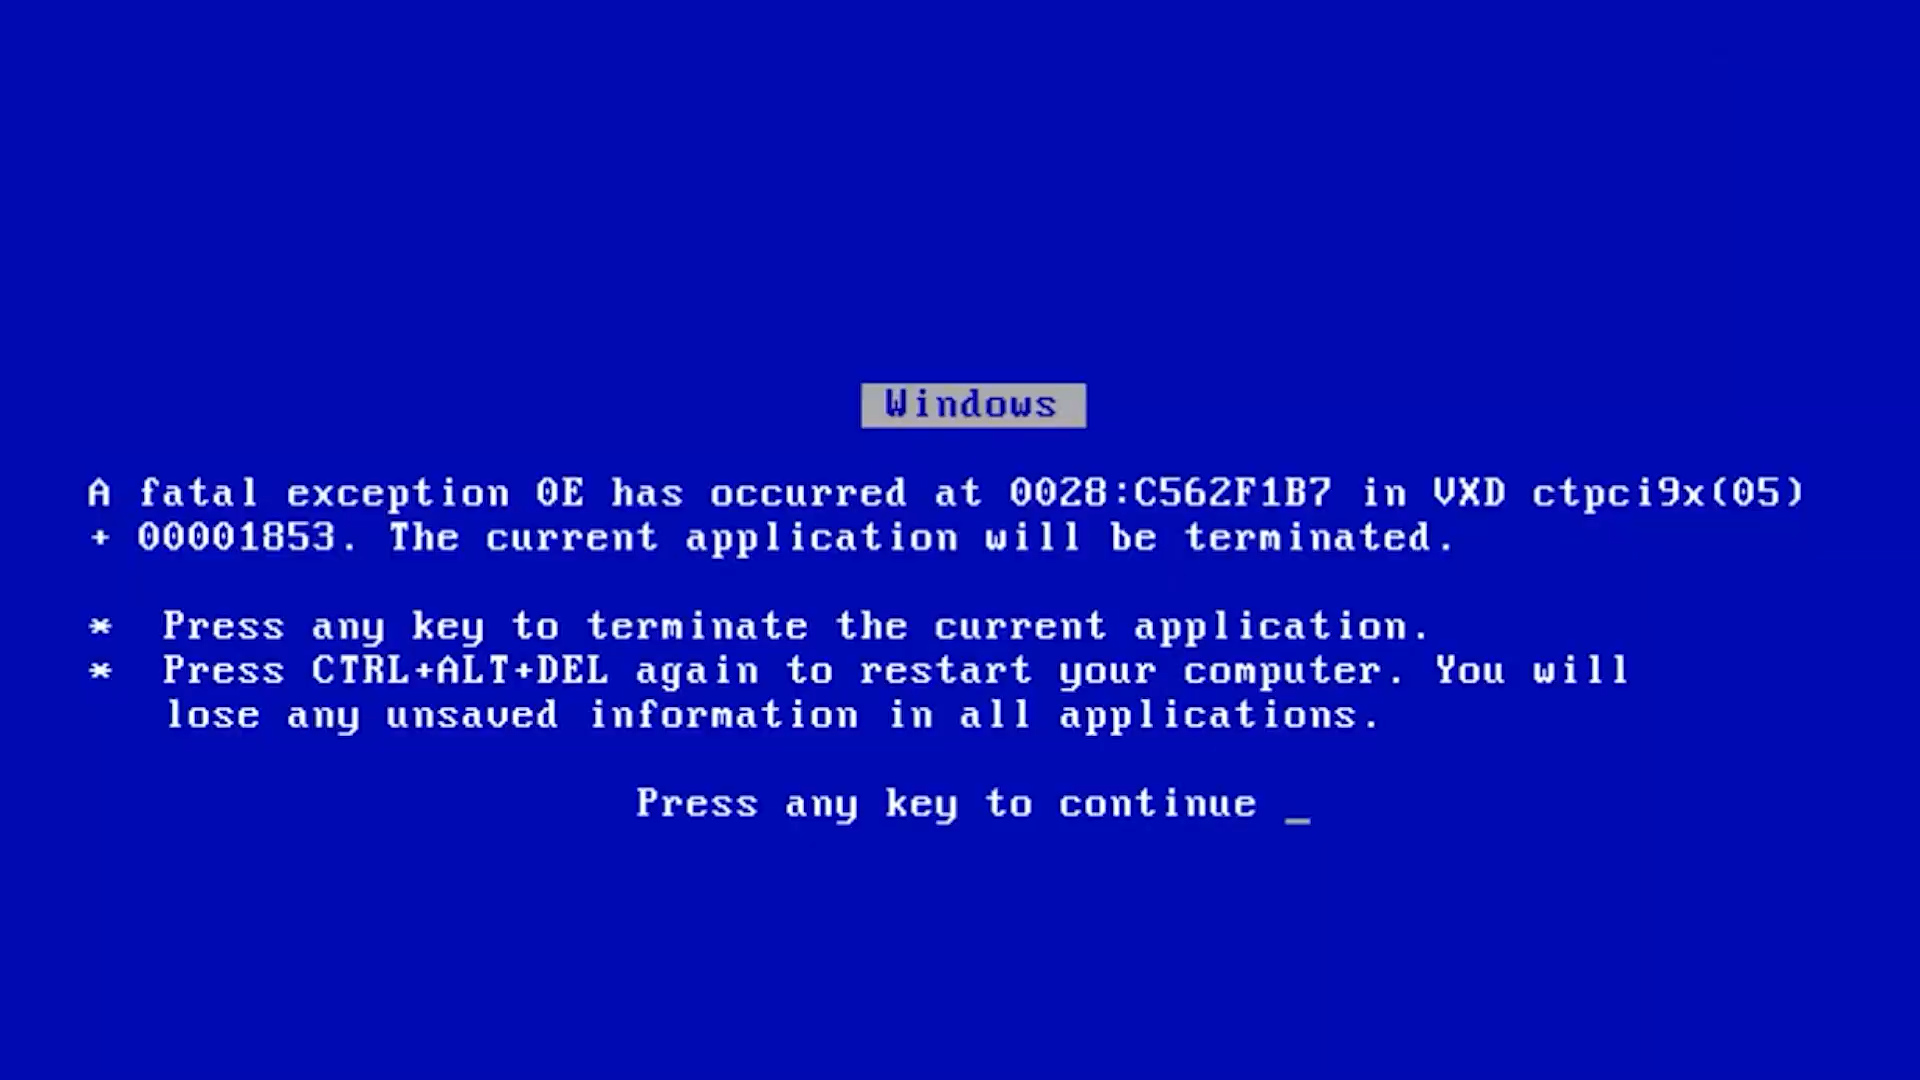 Windows
A fatal exception 0E has occurred at 0028:C562F1B7 in VXD ctpci9x(05)
+ 00001853. The current application will be terminated.
* Press any key to terminate the current application.
* Press CTRL+ALT+DEL again to restart your computer. You will
lose any unsaved information in all applications.
Press any key to continue _